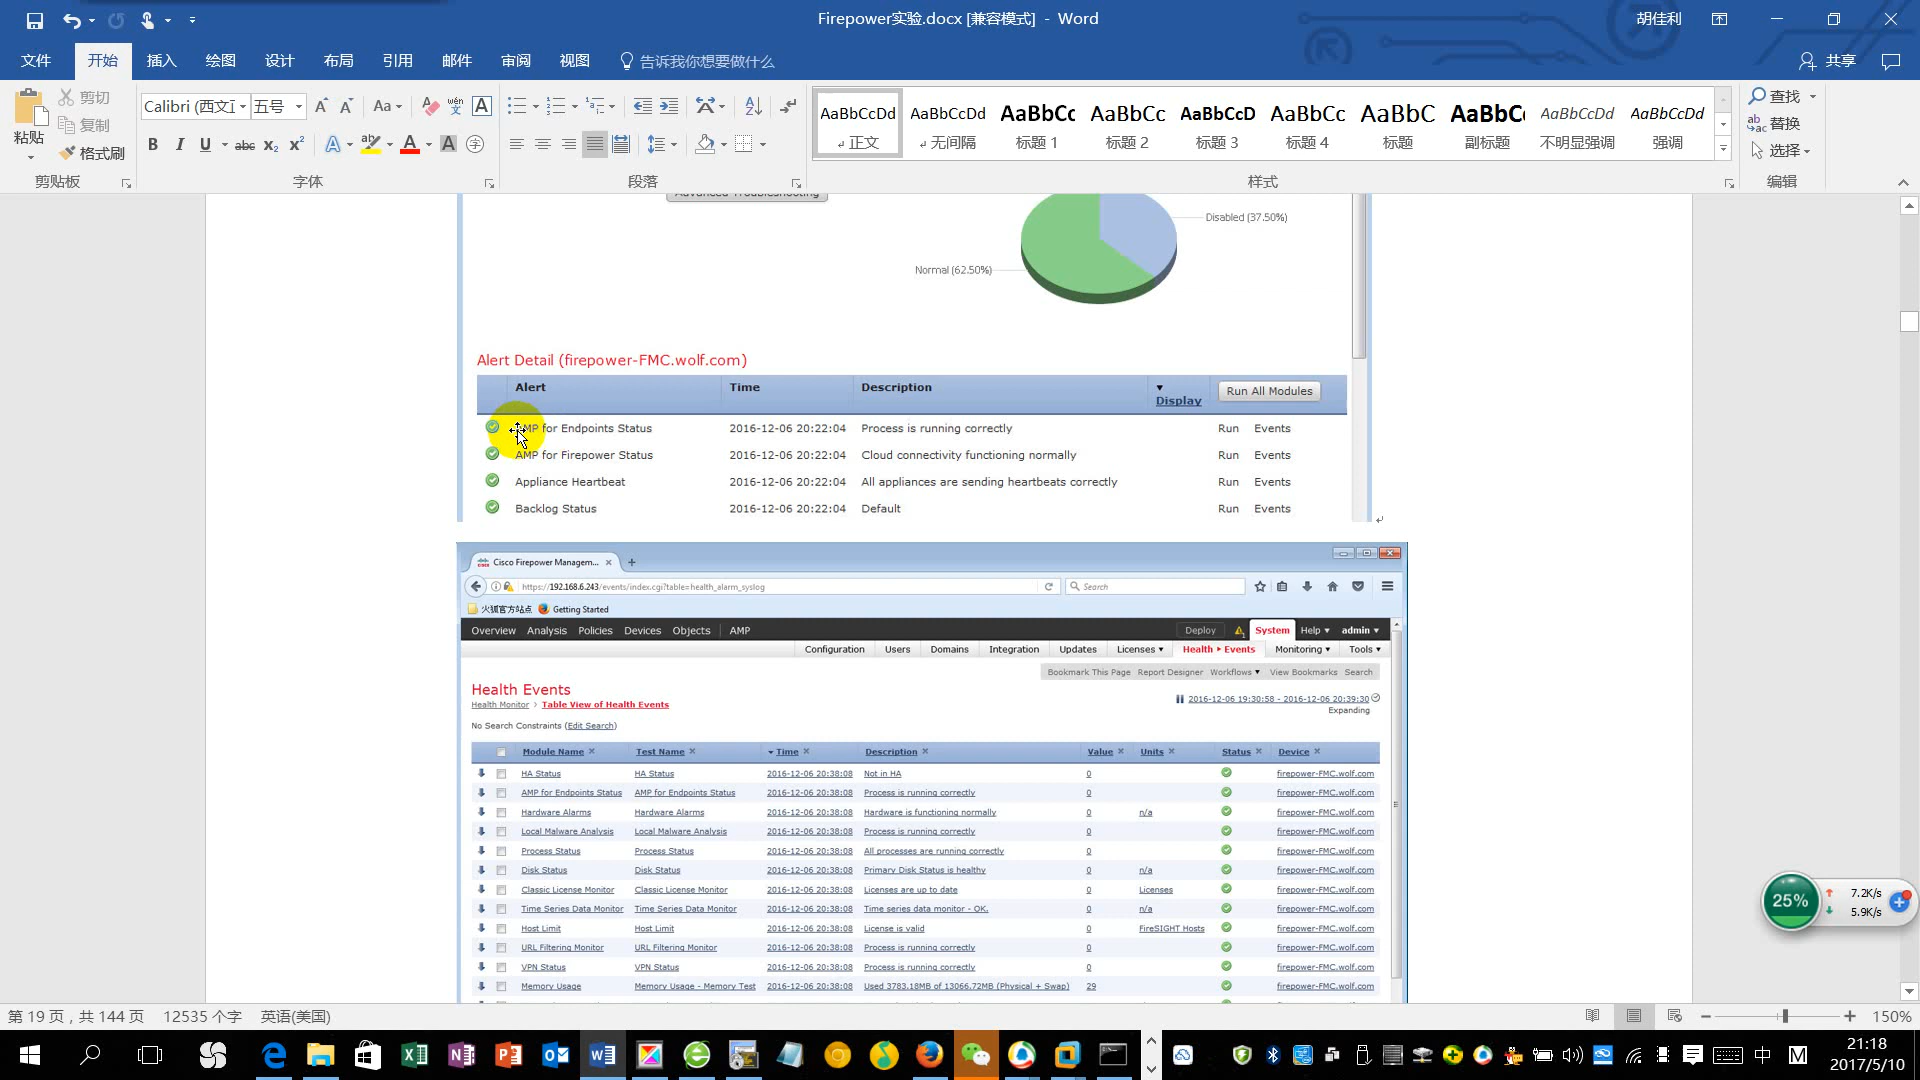 Firepower实验.docx [兼容模式] - Word
胡佳利
文件 开始 插入 绘图 设计 布局 引用 邮件 审阅 视图 告诉我你想要做什么 共享
粘贴 剪切 复制 格式刷
Calibri (西文正 五号
AaBbCcDd AaBbCcDd AaBbCc AaBbCc AaBbCcD AaBbCc AaBbC AaBbC AaBbCcDd AaBbCcDd
正文 无间隔 标题 1 标题 2 标题 3 标题 4 标题 副标题 不明显强调 强调
查找 替换 选择
剪贴板 字体 段落 样式 编辑
Advanced Troubleshooting
Disabled (37.50%)
Normal (62.50%)
Alert Detail (firepower-FMC.wolf.com)
Alert Time Description Display Run All Modules
AMP for Endpoints Status 2016-12-06 20:22:04 Process is running correctly Run Events
AMP for Firepower Status 2016-12-06 20:22:04 Cloud connectivity functioning normally Run Events
Appliance Heartbeat 2016-12-06 20:22:04 All appliances are sending heartbeats correctly Run Events
Backlog Status 2016-12-06 20:22:04 Default Run Events
Cisco Firepower Managem...
https://192.168.6.243/events/index.cgi?table=health_alarm_syslog Search
火狐官方站点 Getting Started
Overview Analysis Policies Devices Objects AMP Deploy System Help admin
Configuration Users Domains Integration Updates Licenses Health Events Monitoring Tools
Bookmark This Page Report Designer Workflows View Bookmarks Search
Health Events
Health Monitor > Table View of Health Events
2016-12-06 19:30:58 - 2016-12-06 20:39:30
Expanding
No Search Constraints (Edit Search)
Module Name Test Name Time Description Value Units Status Device
HA Status HA Status 2016-12-06 20:38:08 Not in HA 0 firepower-FMC.wolf.com
AMP for Endpoints Status AMP for Endpoints Status 2016-12-06 20:38:08 Process is running correctly 0 firepower-FMC.wolf.com
Hardware Alarms Hardware Alarms 2016-12-06 20:38:08 Hardware is functioning normally 0 n/a firepower-FMC.wolf.com
Local Malware Analysis Local Malware Analysis 2016-12-06 20:38:08 Process is running correctly 0 firepower-FMC.wolf.com
Process Status Process Status 2016-12-06 20:38:08 All processes are running correctly 0 firepower-FMC.wolf.com
Disk Status Disk Status 2016-12-06 20:38:08 Primary Disk Status is healthy 0 n/a firepower-FMC.wolf.com
Classic License Monitor Classic License Monitor 2016-12-06 20:38:08 Licenses are up to date 0 Licenses firepower-FMC.wolf.com
Time Series Data Monitor Time Series Data Monitor 2016-12-06 20:38:08 Time series data monitor - OK. 0 n/a firepower-FMC.wolf.com
Host Limit Host Limit 2016-12-06 20:38:08 License is valid 0 FireSIGHT Hosts firepower-FMC.wolf.com
URL Filtering Monitor URL Filtering Monitor 2016-12-06 20:38:08 Process is running correctly 0 firepower-FMC.wolf.com
VPN Status VPN Status 2016-12-06 20:38:08 Process is running correctly 0 firepower-FMC.wolf.com
Memory Usage Memory Usage - Memory Test 2016-12-06 20:38:08 Used 3783.18MB of 13066.72MB (Physical + Swap) 29 firepower-FMC.wolf.com
25% 7.2K/s
5.9K/s
第 19 页，共 144 页 12535 个字 英语(美国) 150%
中 M 21:18
2017/5/10